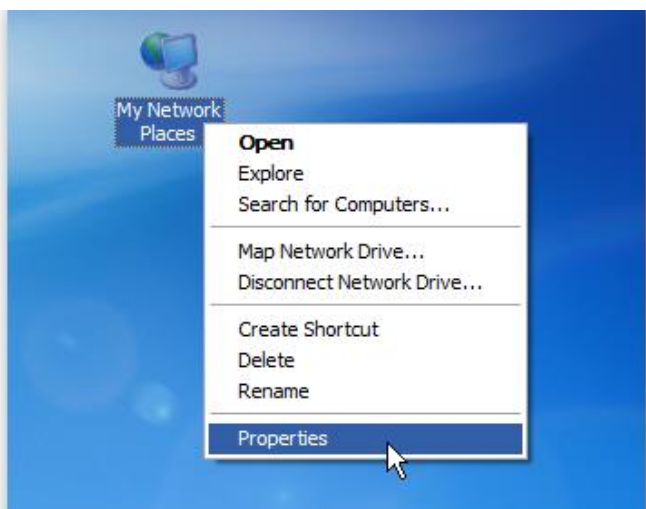 My Network
Places
Open
Explore
Search for Computers...
Map Network Drive...
Disconnect Network Drive...
Create Shortcut
Delete
Rename
Properties